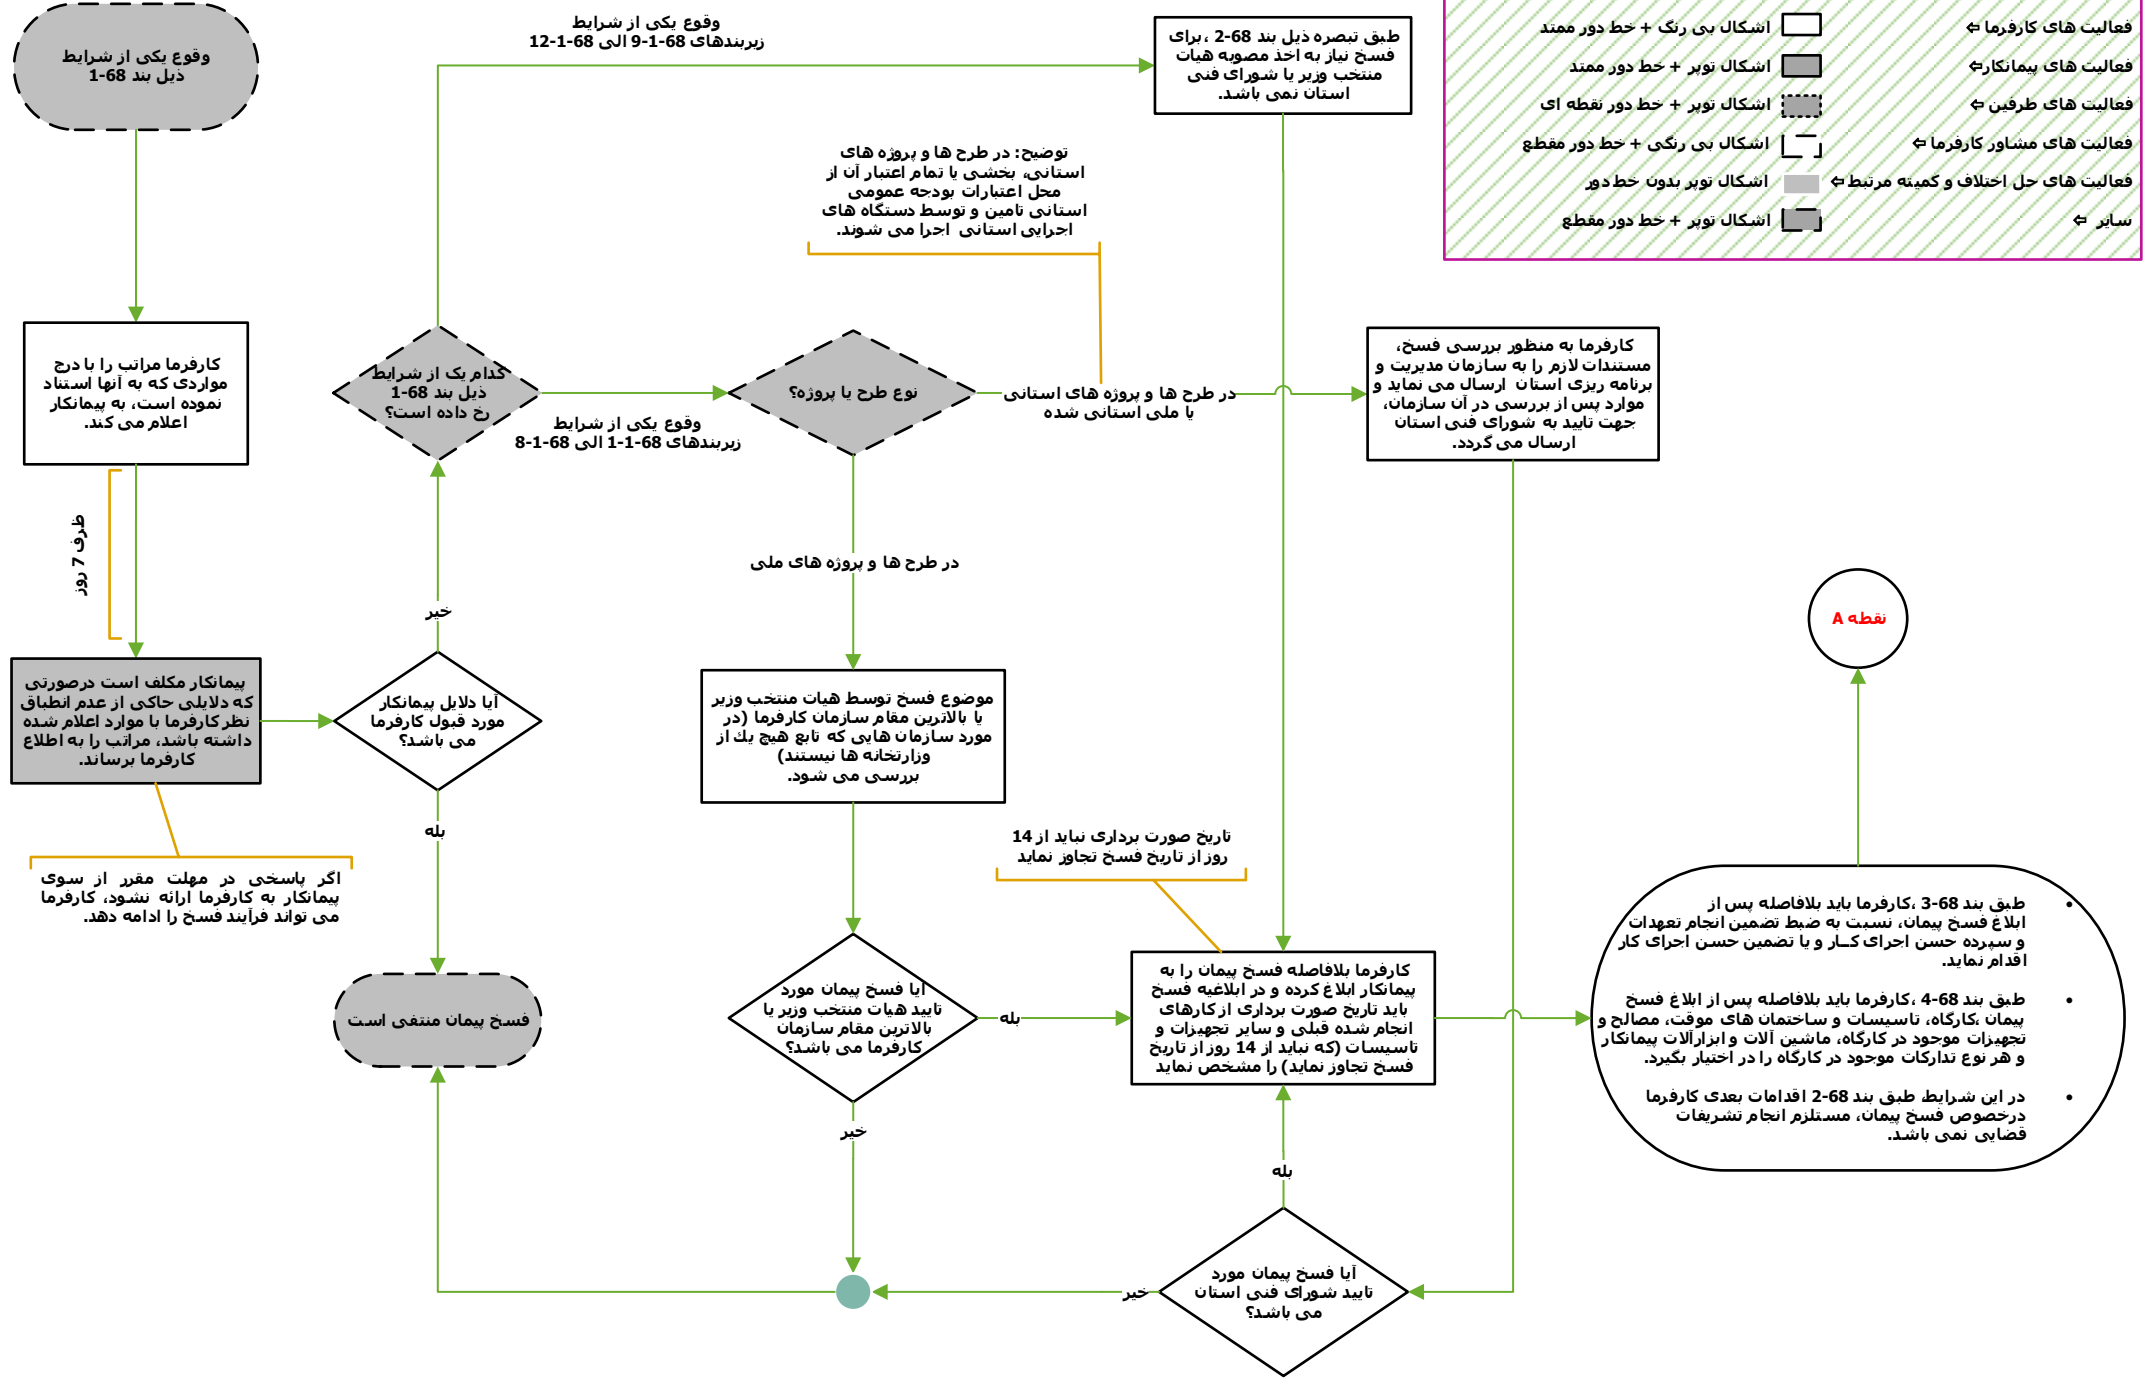 فعالیت های کارفرما ⇦
اشکال بی رنگ + خط دور ممتد
فعالیت های پیمانکار⇦
اشکال توپر + خط دور ممتد
فعالیت های طرفین ⇦
اشکال توپر + خط دور نقطه ای
فعالیت های مشاور کارفرما ⇦
اشکال بی رنگی + خط دور مقطع
فعالیت های حل اختلاف و کمیته مرتبط ⇦
اشکال توپر بدون خط دور
سایر ⇦
اشکال توپر + خط دور مقطع
وقوع یکی از شرایط
ذیل بند 68-1
کارفرما مراتب را با درج
مواردی که به آنها استناد
نموده است، به پیمانکار
اعلام می کند.
ظرف 7 روز
پیمانکار مکلف است درصورتی
که دلایلی حاکی از عدم انطباق
نظر کارفرما با موارد اعلام شده
داشته باشد، مراتب را به اطلاع
کارفرما برساند.
اگر پاسخی در مهلت مقرر از سوی
پیمانکار به کارفرما ارائه نشود، کارفرما
می تواند فرآیند فسخ را ادامه دهد.
آیا دلایل پیمانکار
مورد قبول کارفرما
می باشد؟
خیر
بله
فسخ پیمان منتفی است
کدام یک از شرایط
ذیل بند 68-1
رخ داده است؟
وقوع یکی از شرایط
زیربندهای 68-1-9 الی 68-1-12
طبق تبصره ذیل بند 68-2 ،برای
فسخ نیاز به اخذ مصوبه هیات
منتخب وزیر یا شورای فنی
استان نمی باشد.
وقوع یکی از شرایط
زیربندهای 68-1-1 الی 68-1-8
نوع طرح یا پروژه؟
توضیح: در طرح ها و پروژه های
استانی، بخشی یا تمام اعتبار آن از
محل اعتبارات بودجه عمومی
استانی تامین و توسط دستگاه های
اجرایی استانی اجرا می شوند.
در طرح ها و پروژه های استانی
یا ملی استانی شده
کارفرما به منظور بررسی فسخ،
مستندات لازم را به سازمان مدیریت و
برنامه ریزی استان ارسال می نماید و
موارد پس از بررسی در آن سازمان،
جهت تایید به شورای فنی استان
ارسال می گردد.
در طرح ها و پروژه های ملی
موضوع فسخ توسط هیات منتخب وزیر
یا بالاترین مقام سازمان کارفرما (در
مورد سازمان هایی که تابع هیچ یك از
وزارتخانه ها نیستند)
بررسی می شود.
آیا فسخ پیمان مورد
تایید هیات منتخب وزیر یا
بالاترین مقام سازمان
کارفرما می باشد؟
بله
خیر
تاریخ صورت برداری نباید از 14
روز از تاریخ فسخ تجاوز نماید
کارفرما بلافاصله فسخ پیمان را به
پیمانکار ابلاغ کرده و در ابلاغیه فسخ
باید تاریخ صورت برداری از کارهای
انجام شده قبلی و سایر تجهیزات و
تاسیسات (که نباید از 14 روز از تاریخ
فسخ تجاوز نماید) را مشخص نماید
بله
آیا فسخ پیمان مورد
تایید شورای فنی استان
می باشد؟
خیر
• طبق بند 68-3 ،کارفرما باید بلافاصله پس از
ابلاغ فسخ پیمان، نسبت به ضبط تضمین انجام تعهدات
و سپرده حسن اجرای کــار و یا تضمین حسن اجرای کار
اقدام نماید.
• طبق بند 68-4 ،کارفرما باید بلافاصله پس از ابلاغ فسخ
پیمان ،کارگاه، تاسیسات و ساختمان های موقت، مصالح و
تجهیزات موجود در کارگاه، ماشین آلات و ابزارآلات پیمانکار
و هر نوع تدارکات موجود در کارگاه را در اختیار بگیرد.
• در این شرایط، طبق بند 68-2 اقدامات بعدی کارفرما
درخصوص فسخ پیمان، مستلزم انجام تشریفات
قضایی نمی باشد.
نقطه A